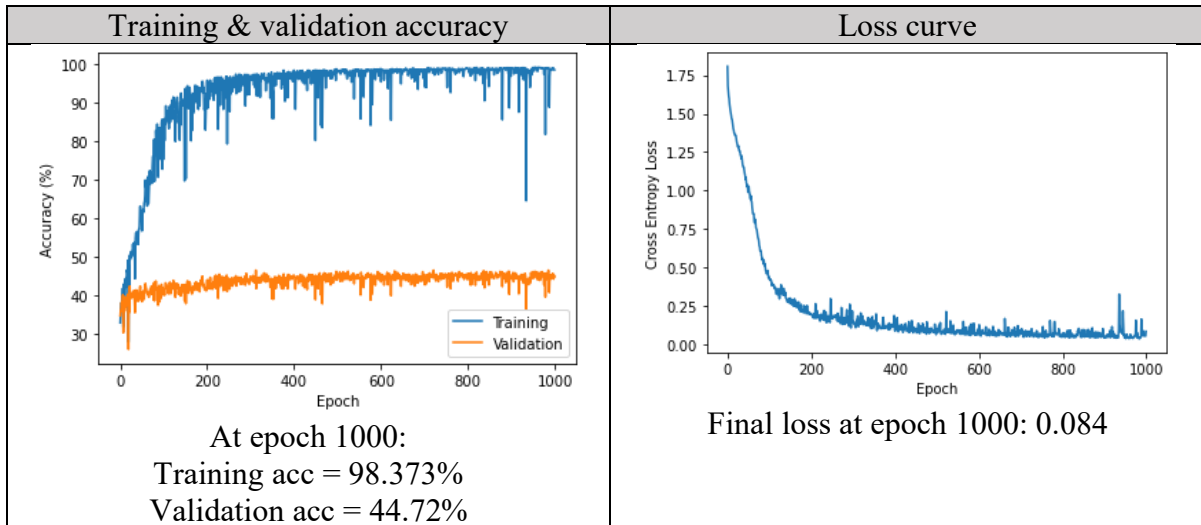 Training & validation accuracy
Loss curve
100
90
80
70
60
50
40
30
Accuracy (%)
0 200 400 600 800 1000
Epoch
Training
Validation
At epoch 1000:
Training acc = 98.373%
Validation acc = 44.72%
1.75
1.50
1.25
1.00
0.75
0.50
0.25
0.00
Cross Entropy Loss
0 200 400 600 800 1000
Epoch
Final loss at epoch 1000: 0.084